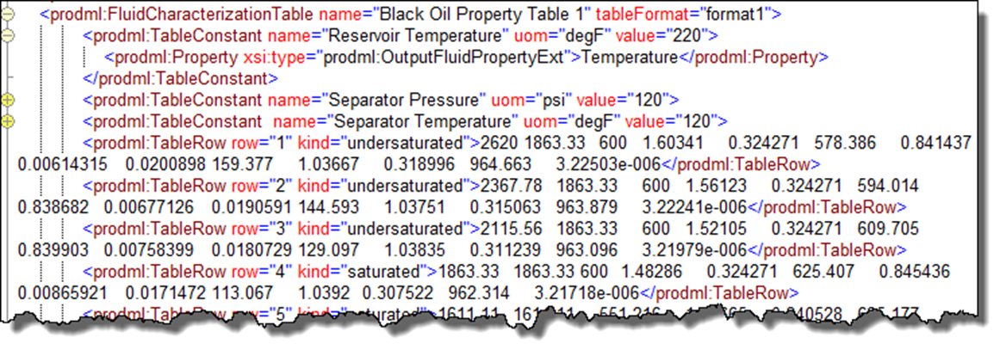 <prodml:FluidCharacterizationTable name="Black Oil Property Table 1" tableFormat="format1">
<prodml:TableConstant name="Reservoir Temperature" uom="degF" value="220">
<prodml:Property xsi:type="prodml:OutputFluidPropertyExt">Temperature</prodml:Property>
</prodml:TableConstant>
<prodml:TableConstant name="Separator Pressure" uom="psi" value="120">
<prodml:TableConstant name="Separator Temperature" uom="degF" value="120">
<prodml:TableRow row="1" kind="undersaturated">2620 1863.33 600 1.60341 0.324271 578.386 0.841437
0.00614315 0.0200898 159.377 1.03667 0.318996 964.663 3.22503e-006</prodml:TableRow>
<prodml:TableRow row="2" kind="undersaturated">2367.78 1863.33 600 1.56123 0.324271 594.014
0.838682 0.00677126 0.0190591 144.593 1.03751 0.315063 963.879 3.22241e-006</prodml:TableRow>
<prodml:TableRow row="3" kind="undersaturated">2115.56 1863.33 600 1.52105 0.324271 609.705
0.839903 0.00758399 0.0180729 129.097 1.03835 0.311239 963.096 3.21979e-006</prodml:TableRow>
<prodml:TableRow row="4" kind="saturated">1863.33 1863.33 600 1.48286 0.324271 625.407 0.845436
0.00865921 0.0171472 113.067 1.0392 0.307522 962.314 3.21718e-006</prodml:TableRow>
<prodml:TableRow row="5" kind="saturated">1611.11